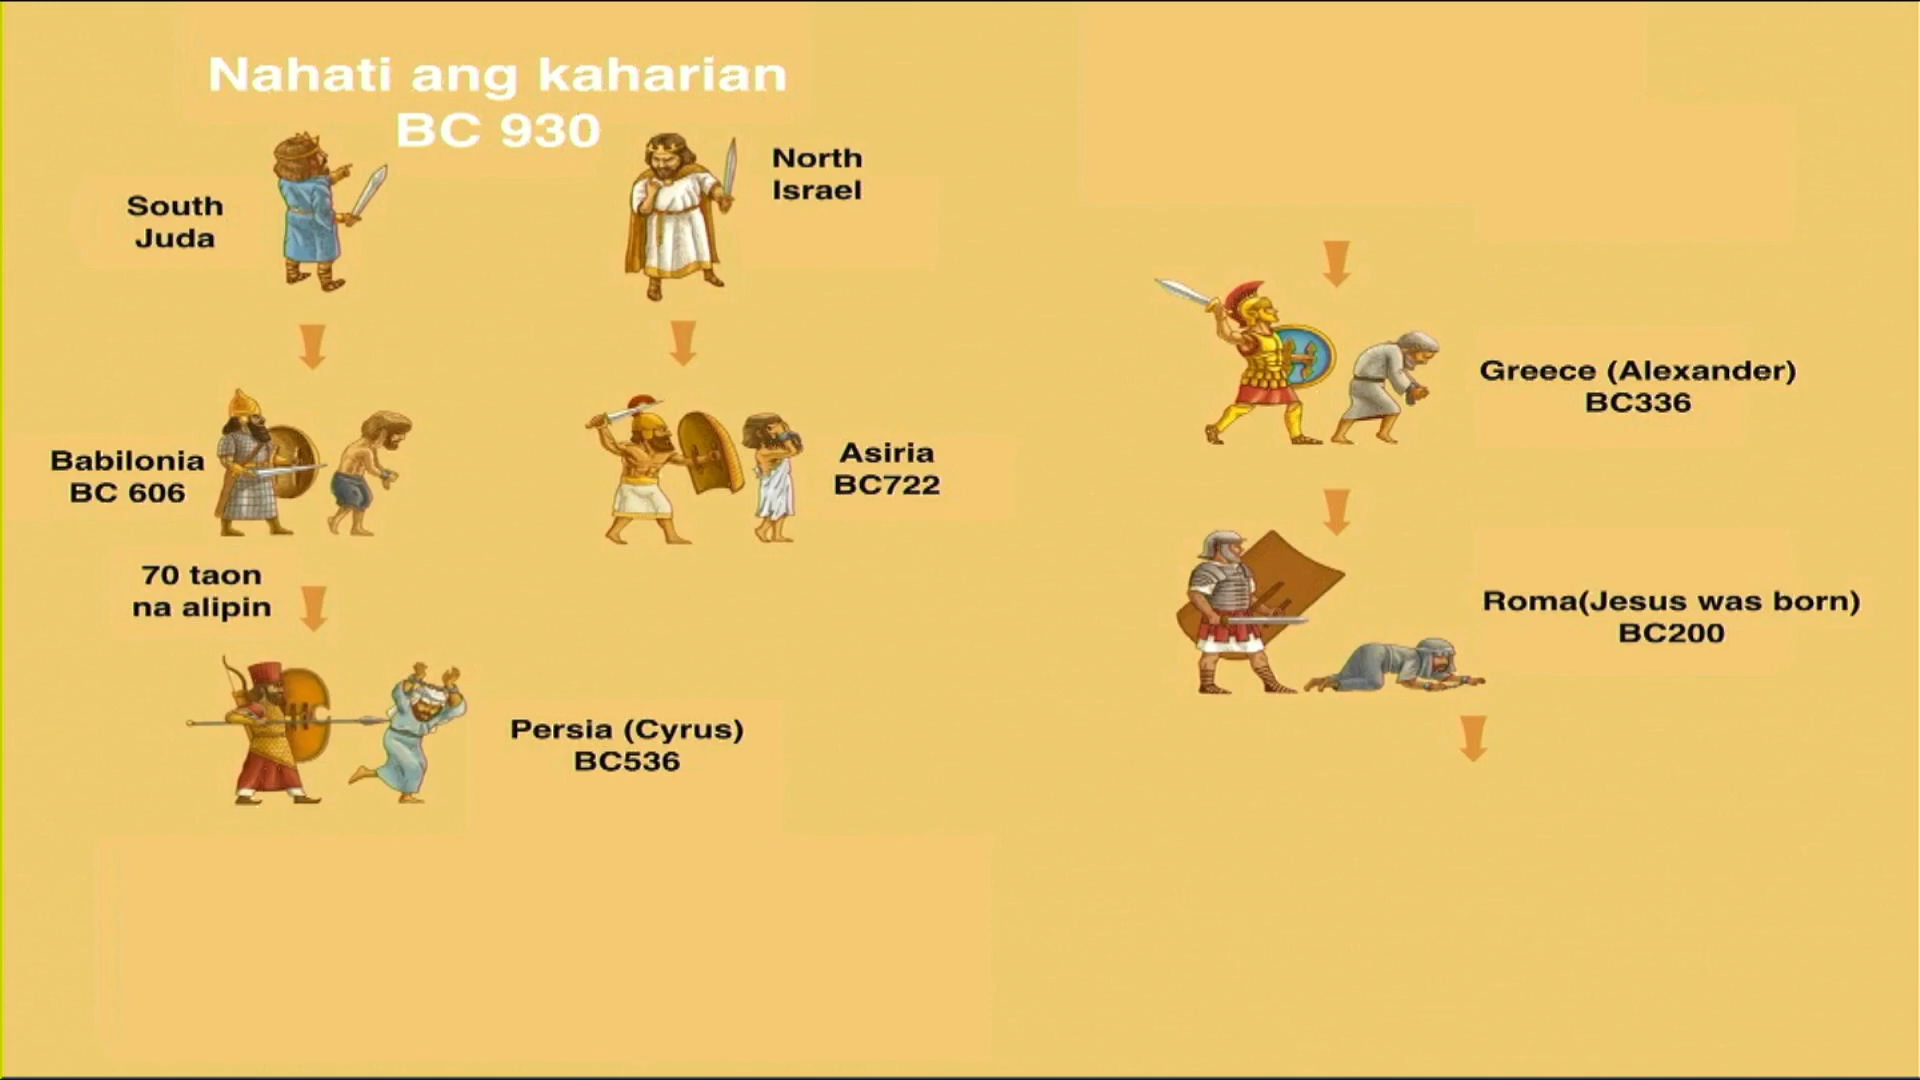 Nahati ang kaharian
BC 930
South
Juda
North
Israel
Babilonia
BC 606
Asiria
BC722
70 taon
na alipin
Persia (Cyrus)
BC536
Greece (Alexander)
BC336
Roma(Jesus was born)
BC200